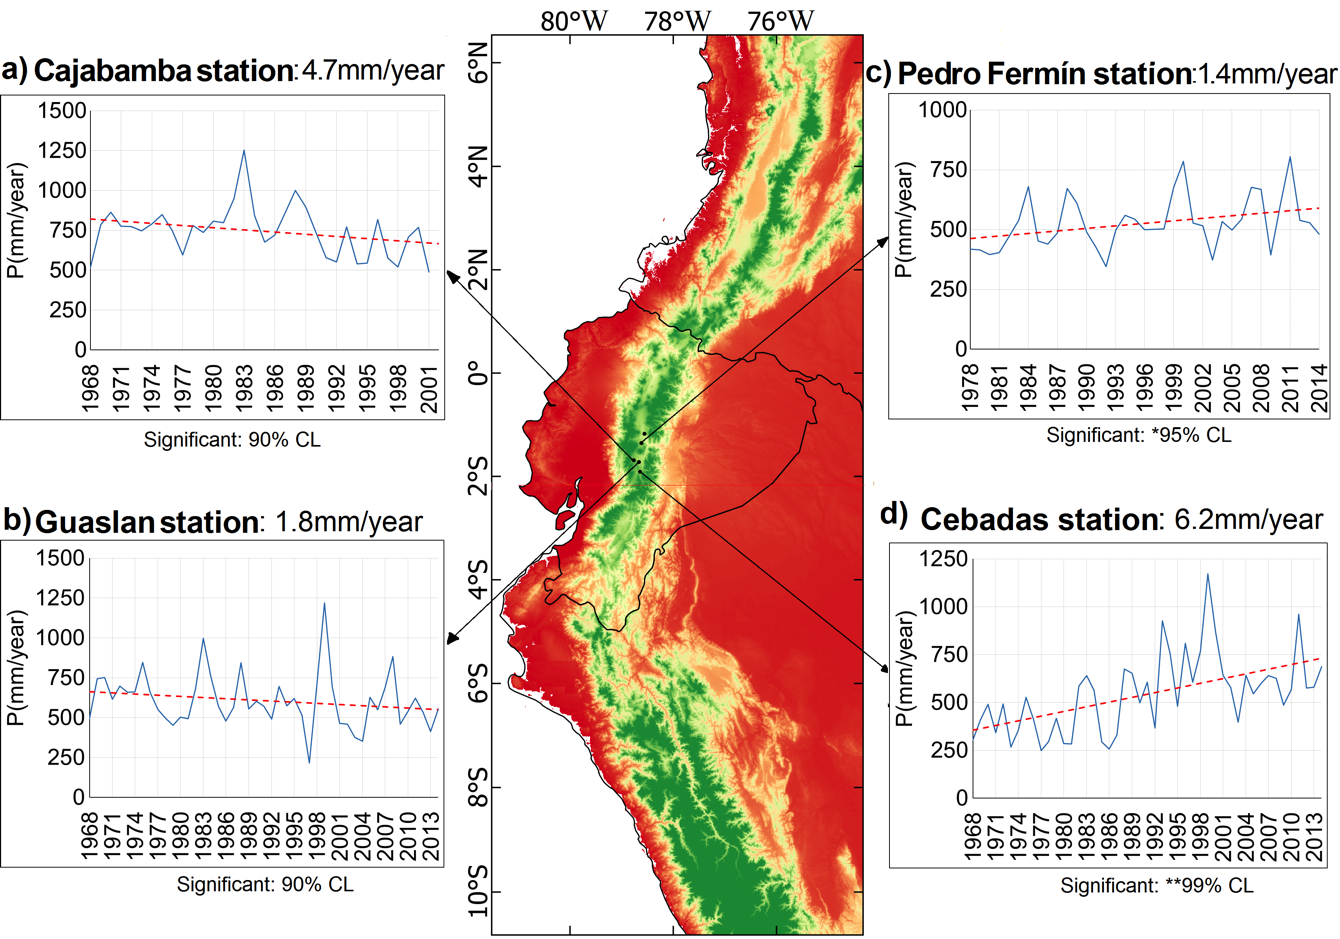 80°W 78°W 76°W
6°N
4°N
2°N
0°
2°S
4°S
6°S
8°S
10°S
a) Cajabamba station: 4.7mm/year
P(mm/year)
1500
1250
1000
750
500
250
0
1968 1971 1974 1977 1980 1983 1986 1989 1992 1995 1998 2001
Significant: 90% CL
b) Guaslan station: 1.8mm/year
P(mm/year)
1500
1250
1000
750
500
250
0
1968 1971 1974 1977 1980 1983 1986 1989 1992 1995 1998 2001 2004 2007 2010 2013
Significant: 90% CL
c) Pedro Fermín station: 1.4mm/year
P(mm/year)
1000
750
500
250
0
1978 1981 1984 1987 1990 1993 1996 1999 2002 2005 2008 2011 2014
Significant: *95% CL
d) Cebadas station: 6.2mm/year
P(mm/year)
1250
1000
750
500
250
0
1968 1971 1974 1977 1980 1983 1986 1989 1992 1995 1998 2001 2004 2007 2010 2013
Significant: **99% CL